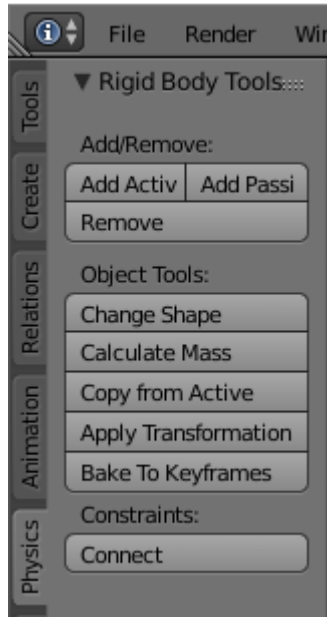 File Render Wi
Rigid Body Tools
Add/Remove:
Add Activ Add Passi
Remove
Object Tools:
Change Shape
Calculate Mass
Copy from Active
Apply Transformation
Bake To Keyframes
Constraints:
Connect
Tools
Create
Relations
Animation
Physics